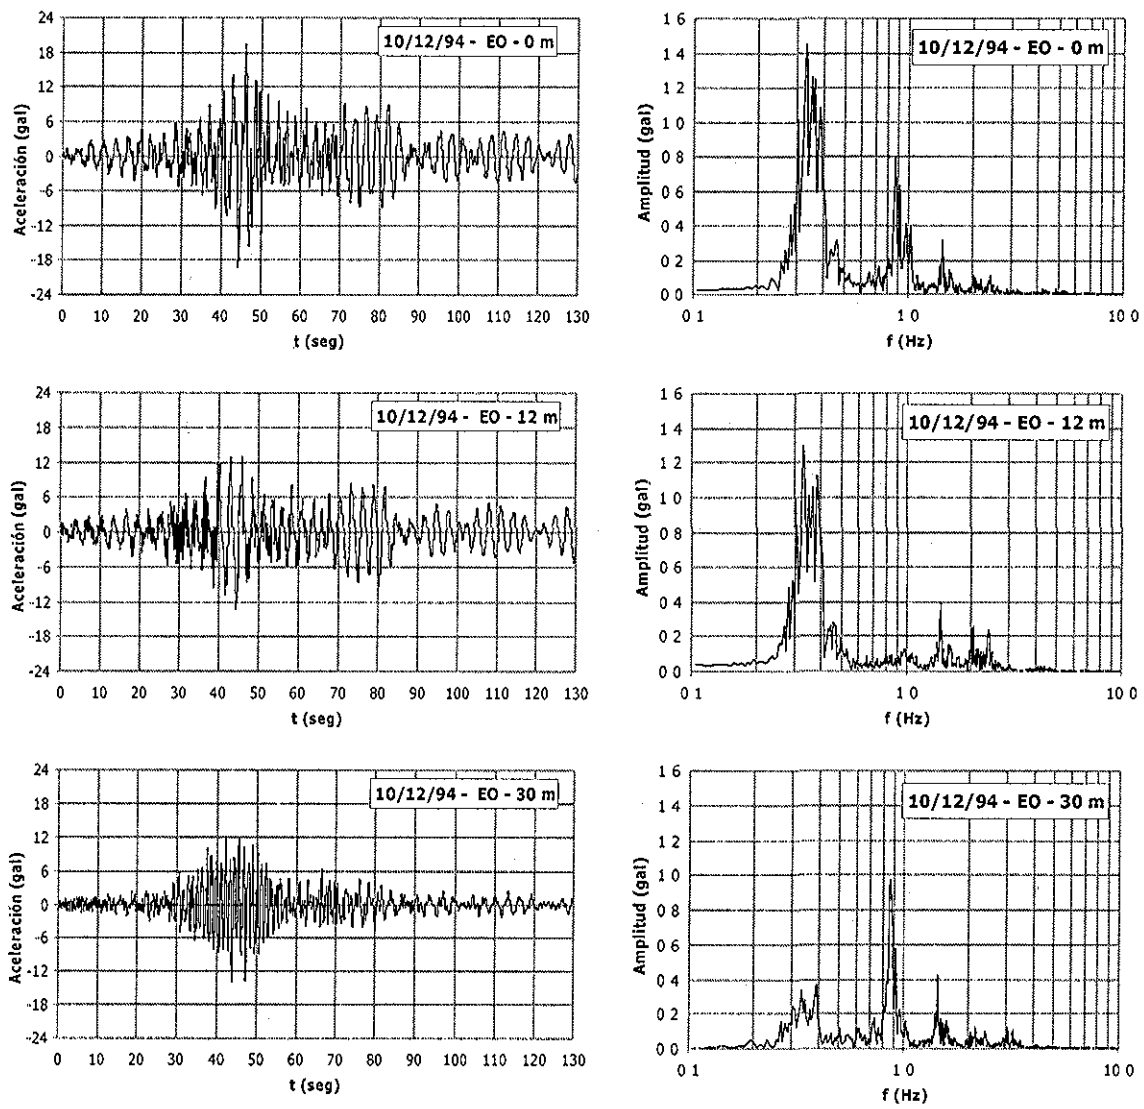 24
18
12
6
0
-6
-12
-18
-24
Aceleración (gal)
10/12/94 - EO - 0 m
0 10 20 30 40 50 60 70 80 90 100 110 120 130
t (seg)
1 6
1 4
1 2
1 0
0 8
0 6
0 4
0 2
0 0
Amplitud (gal)
10/12/94 - EO - 0 m
0 1 1 0 10 0
f (Hz)
24
18
12
6
0
-6
-12
-18
-24
Aceleración (gal)
10/12/94 - EO - 12 m
0 10 20 30 40 50 60 70 80 90 100 110 120 130
t (seg)
1 6
1 4
1 2
1 0
0 8
0 6
0 4
0 2
0 0
Amplitud (gal)
10/12/94 - EO - 12 m
0 1 1 0 10 0
f (Hz)
24
18
12
6
0
-6
-12
-18
-24
Aceleración (gal)
10/12/94 - EO - 30 m
0 10 20 30 40 50 60 70 80 90 100 110 120 130
t (seg)
1 6
1 4
1 2
1 0
0 8
0 6
0 4
0 2
0 0
Amplitud (gal)
10/12/94 - EO - 30 m
0 1 1 0 10 0
f (Hz)